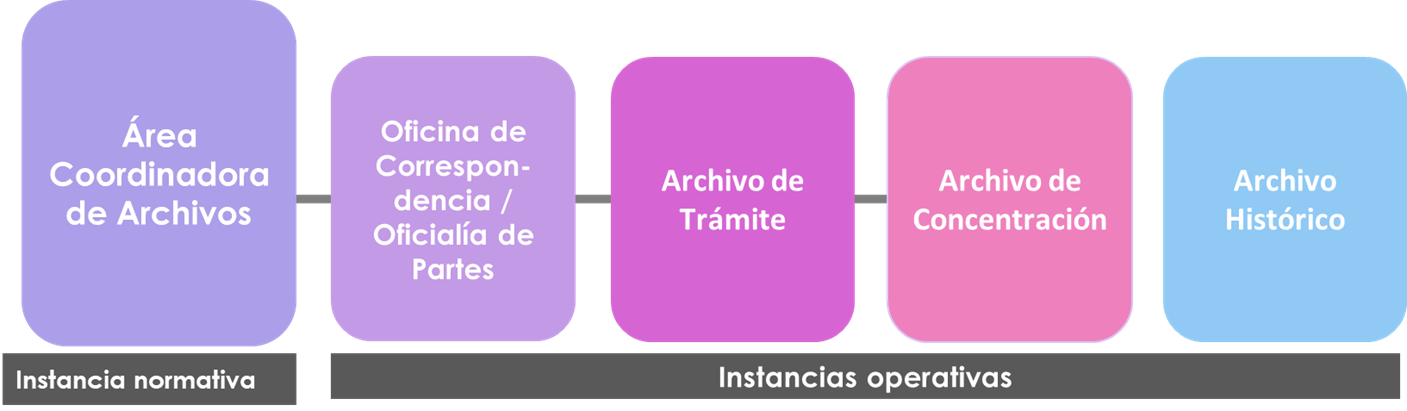 Área
Coordinadora
de Archivos
Oficina de
Correspon-
dencia /
Oficialía de
Partes
Archivo de
Trámite
Archivo de
Concentración
Archivo
Histórico
Instancia normativa
Instancias operativas